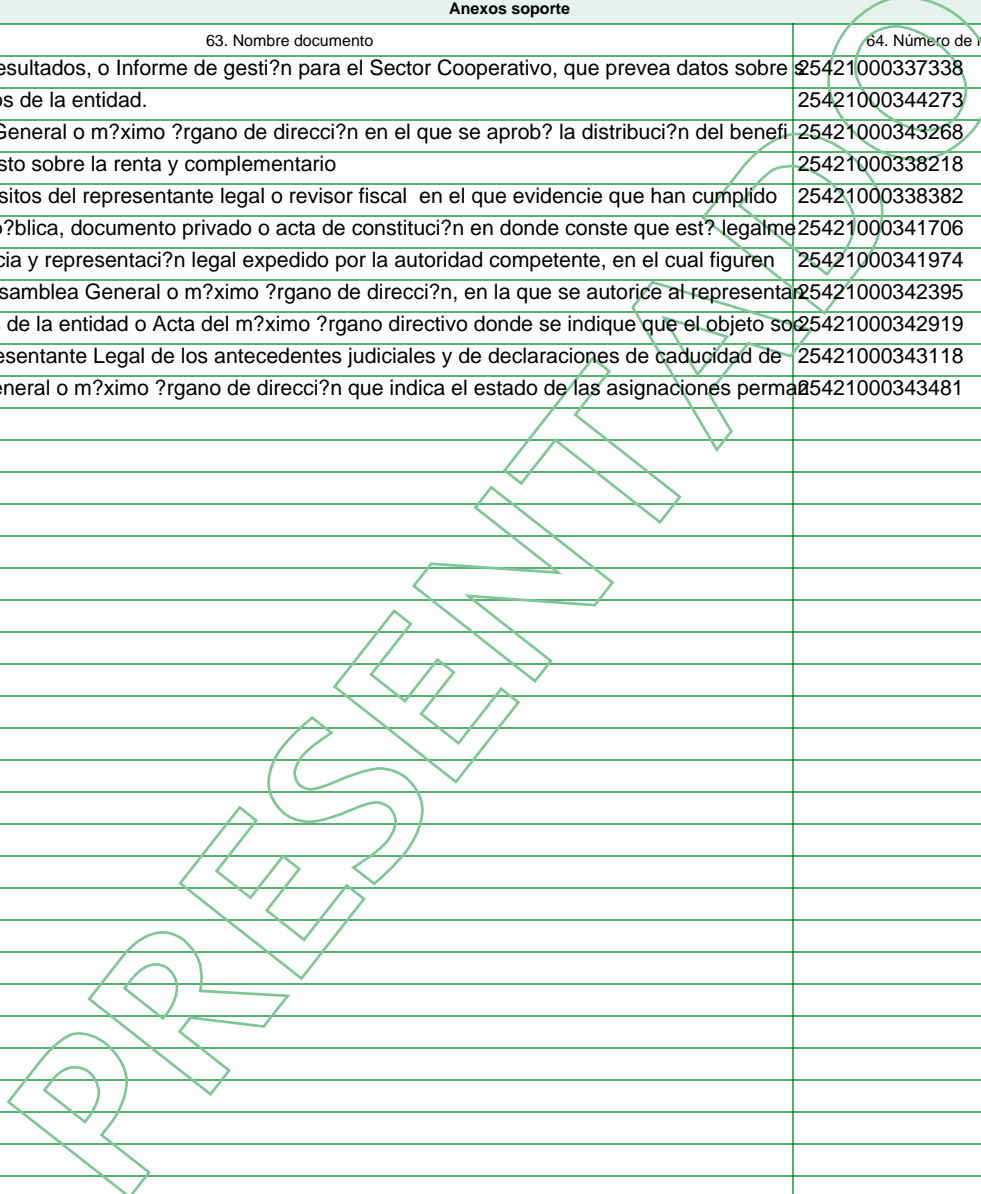 Anexos soporte
63. Nombre documento 64. Número de
esultados, o Informe de gesti?n para el Sector Cooperativo, que prevea datos sobre s 25421000337338
s de la entidad. 25421000344273
General o m?ximo ?rgano de direcci?n en el que se aprob? la distribuci?n del benefi 25421000343268
sto sobre la renta y complementario 25421000338218
sitos del representante legal o revisor fiscal en el que evidencie que han cumplido 25421000338382
?blica, documento privado o acta de constituci?n en donde conste que est? legalme 25421000341706
cia y representaci?n legal expedido por la autoridad competente, en el cual figuren 25421000341974
samblea General o m?ximo ?rgano de direcci?n, en la que se autorice al representan 25421000342395
de la entidad o Acta del m?ximo ?rgano directivo donde se indique que el objeto soc 25421000342919
esentante Legal de los antecedentes judiciales y de declaraciones de caducidad de 25421000343118
eneral o m?ximo ?rgano de direcci?n que indica el estado de las asignaciones perman 25421000343481
PRESENTADO